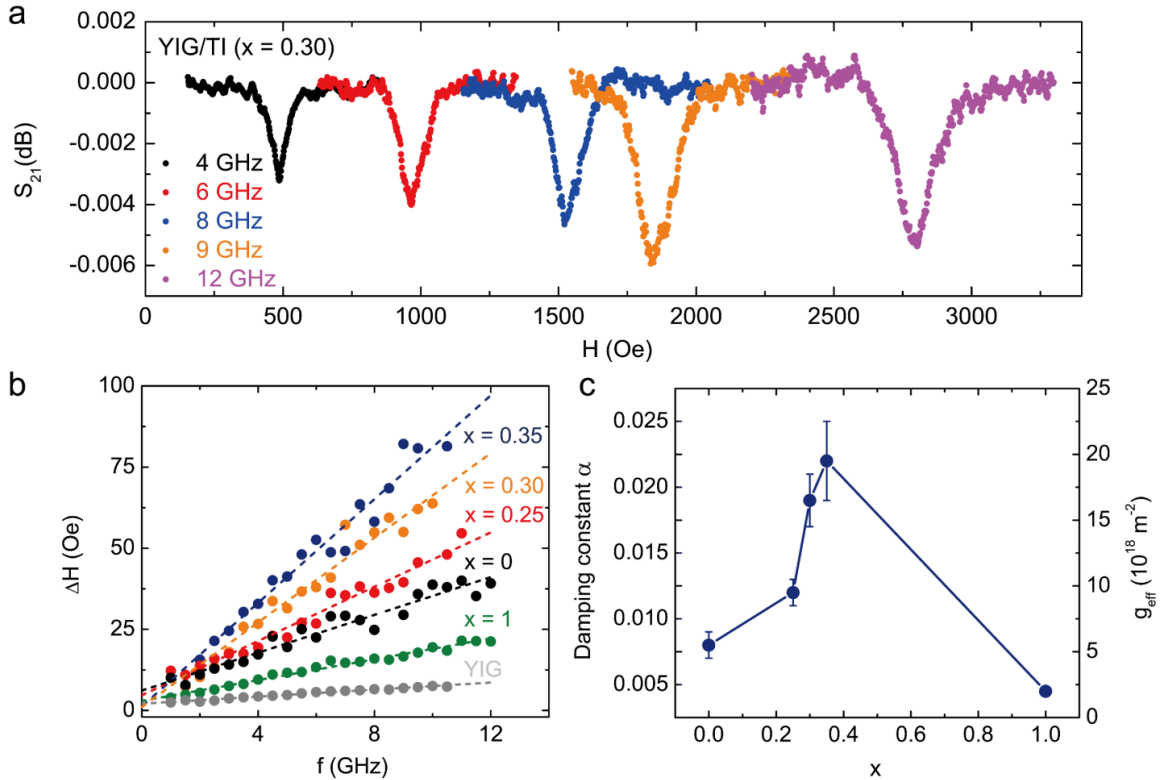 a
YIG/TI (x = 0.30)
S21(dB)
0.002
0.000
-0.002
-0.004
-0.006
4 GHz
6 GHz
8 GHz
9 GHz
12 GHz
0 500 1000 1500 2000 2500 3000
H (Oe)
b
ΔH (Oe)
100
75
50
25
0
x = 0.35
x = 0.30
x = 0.25
x = 0
x = 1
YIG
0 4 8 12
f (GHz)
c
Damping constant α
0.025
0.020
0.015
0.010
0.005
25
20
15
10
5
0
g_eff (10^18 m^-2)
0.0 0.2 0.4 0.6 0.8 1.0
x